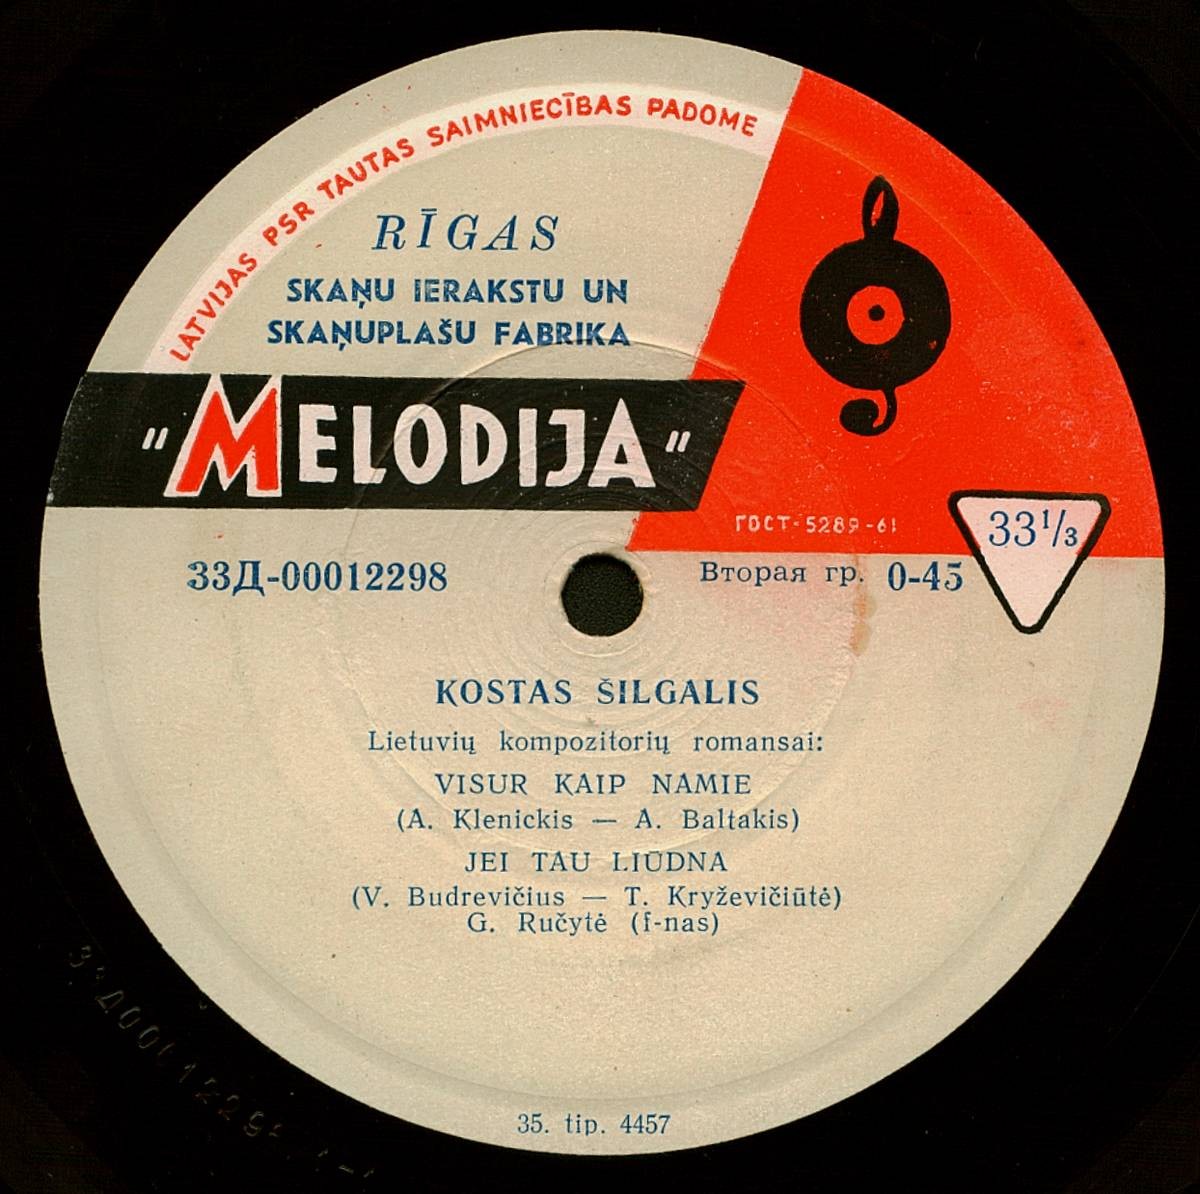 LATVIJAS PSR TAUTAS SAIMNIECĪBAS PADOME
RĪGAS
SKAŅU IERAKSTU UN
SKAŅUPLAŠU FABRIKA
"MELODIJA"
ГОСТ-5289-61
33⅓
33Д-00012298
Вторая гр. 0-45
KOSTAS ŠILGALIS
Lietuvių kompozitorių romansai:
VISUR KAIP NAMIE
(A. Klenickis — A. Baltakis)
JEI TAU LIŪDNA
(V. Budrevičius — T. Kryževičiūtė)
G. Ručytė (f-nas)
35. tip. 4457